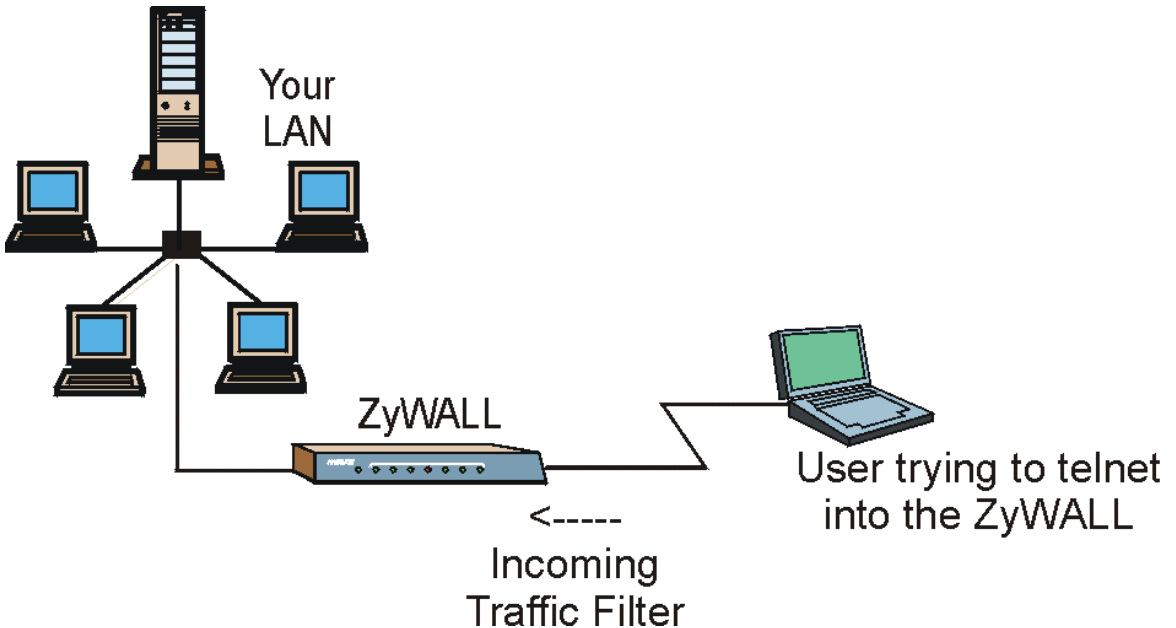 Your
LAN
ZyWALL
User trying to telnet
into the ZyWALL
<-----
Incoming
Traffic Filter